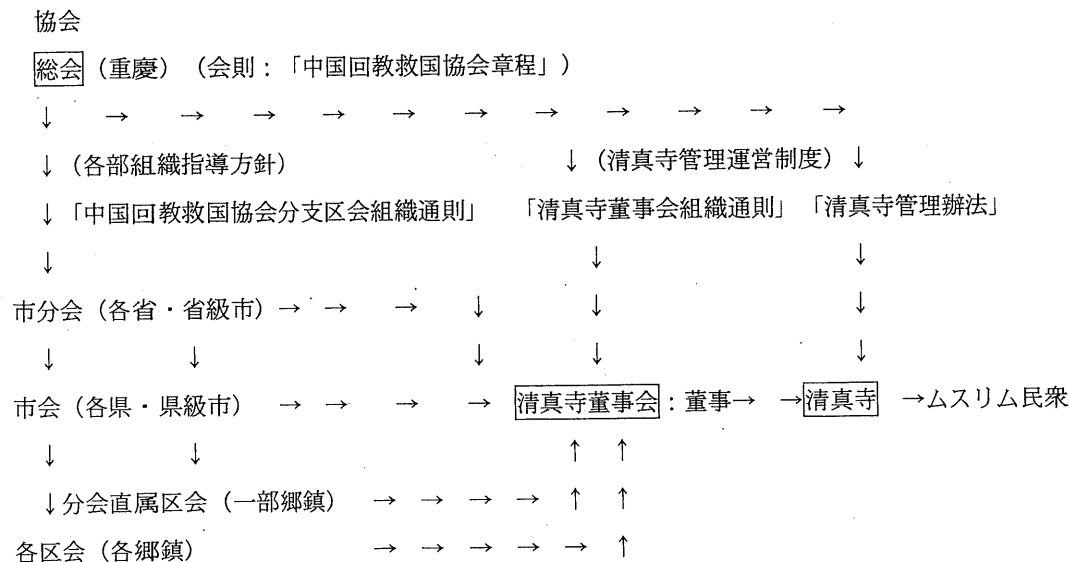 協会
総会（重慶）（会則：「中国回教救国協会章程」）
↓ → → → → → → → → → → →
↓（各部組織指導方針） ↓（清真寺管理運営制度）↓
↓「中国回教救国協会分支区会組織通則」 「清真寺董事会組織通則」「清真寺管理辦法」
↓ ↓ ↓
市分会（各省・省級市）→ → → ↓ ↓ ↓
↓ ↓ ↓ ↓ ↓
市会（各県・県級市） → → → → 清真寺董事会：董事→ →清真寺 →ムスリム民衆
↓ ↓ ↑ ↑
↓分会直属区会（一部郷鎮） → → → → ↑ ↑
各区会（各郷鎮） → → → → → ↑